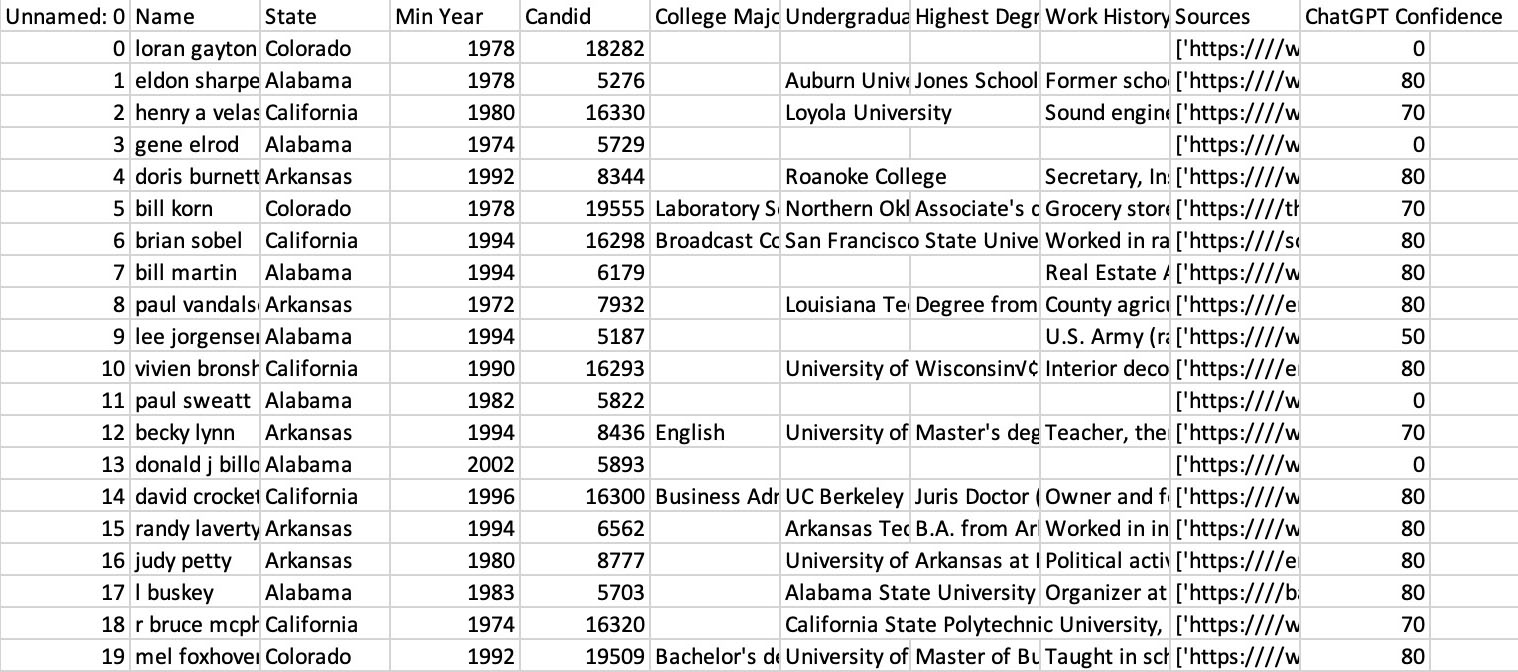 Unnamed: 0 Name State Min Year Candid College Majo Undergradua Highest Degr Work History Sources ChatGPT Confidence
0 loran gayton Colorado 1978 18282 ['https:////w 0
1 eldon sharpe Alabama 1978 5276 Auburn Unive Jones School Former scho ['https:////w 80
2 henry a velas California 1980 16330 Loyola University Sound engine ['https:////w 70
3 gene elrod Alabama 1974 5729 ['https:////w 0
4 doris burnett Arkansas 1992 8344 Roanoke College Secretary, Ins ['https:////w 80
5 bill korn Colorado 1978 19555 Laboratory S Northern Okl Associate's d Grocery store ['https:////th 70
6 brian sobel California 1994 16298 Broadcast Co San Francisco State Unive Worked in ra ['https:////so 80
7 bill martin Alabama 1994 6179 Real Estate A ['https:////w 80
8 paul vandals Arkansas 1972 7932 Louisiana Te Degree from County agricu ['https:////e 80
9 lee jorgensen Alabama 1994 5187 U.S. Army (ra ['https:////w 50
10 vivien bronsh California 1990 16293 University of Wisconsin√¢ Interior deco ['https:////e 80
11 paul sweatt Alabama 1982 5822 ['https:////w 0
12 becky lynn Arkansas 1994 8436 English University of Master's deg Teacher, the ['https:////w 70
13 donald j billo Alabama 2002 5893 ['https:////w 0
14 david crocket California 1996 16300 Business Adr UC Berkeley Juris Doctor ( Owner and fo ['https:////w 80
15 randy laverty Arkansas 1994 6562 Arkansas Tec B.A. from Ar Worked in in ['https:////w 80
16 judy petty Arkansas 1980 8777 University of Arkansas at Political activ ['https:////e 80
17 l buskey Alabama 1983 5703 Alabama State University Organizer at ['https:////b 80
18 r bruce mcph California 1974 16320 California State Polytechnic University, ['https:////w 70
19 mel foxhover Colorado 1992 19509 Bachelor's de University of Master of Bu Taught in sch ['https:////w 80